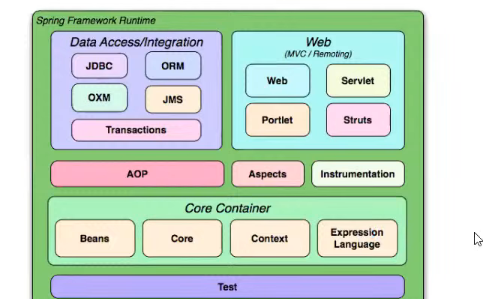 Spring Framework Runtime
Data Access/Integration
JDBC
ORM
OXM
JMS
Transactions
Web
(MVC / Remoting)
Web
Servlet
Portlet
Struts
AOP
Aspects
Instrumentation
Core Container
Beans
Core
Context
Expression
Language
Test